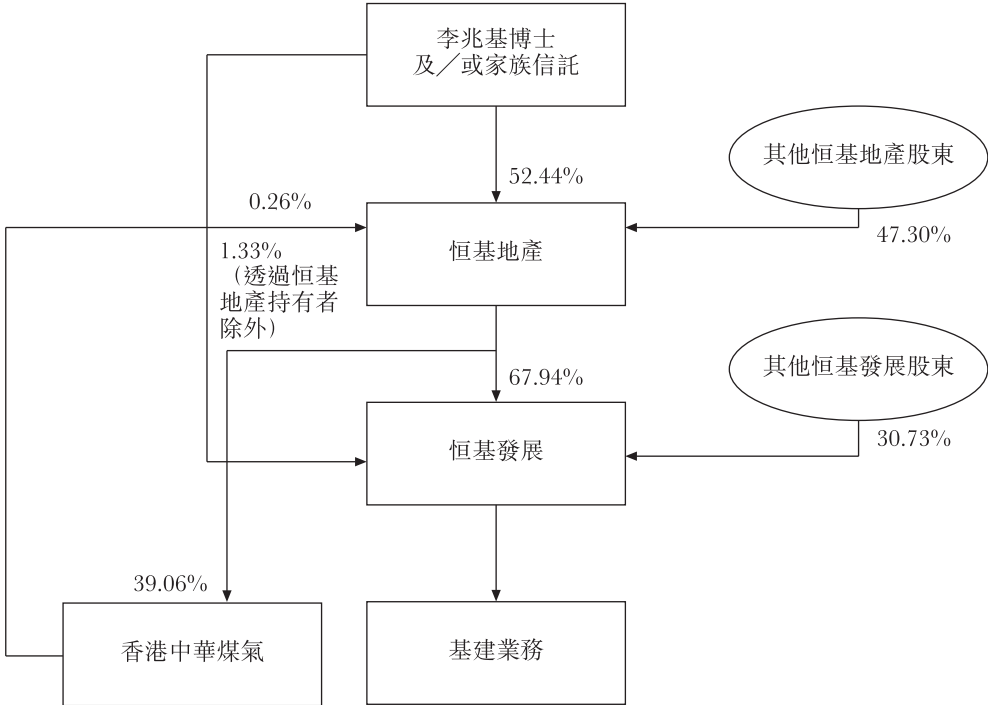 李兆基博士
及／或家族信託
其他恒基地產股東
52.44%
0.26%
47.30%
恒基地產
1.33%
（透過恒基
地產持有者
除外）
其他恒基發展股東
67.94%
30.73%
恒基發展
39.06%
香港中華煤氣
基建業務